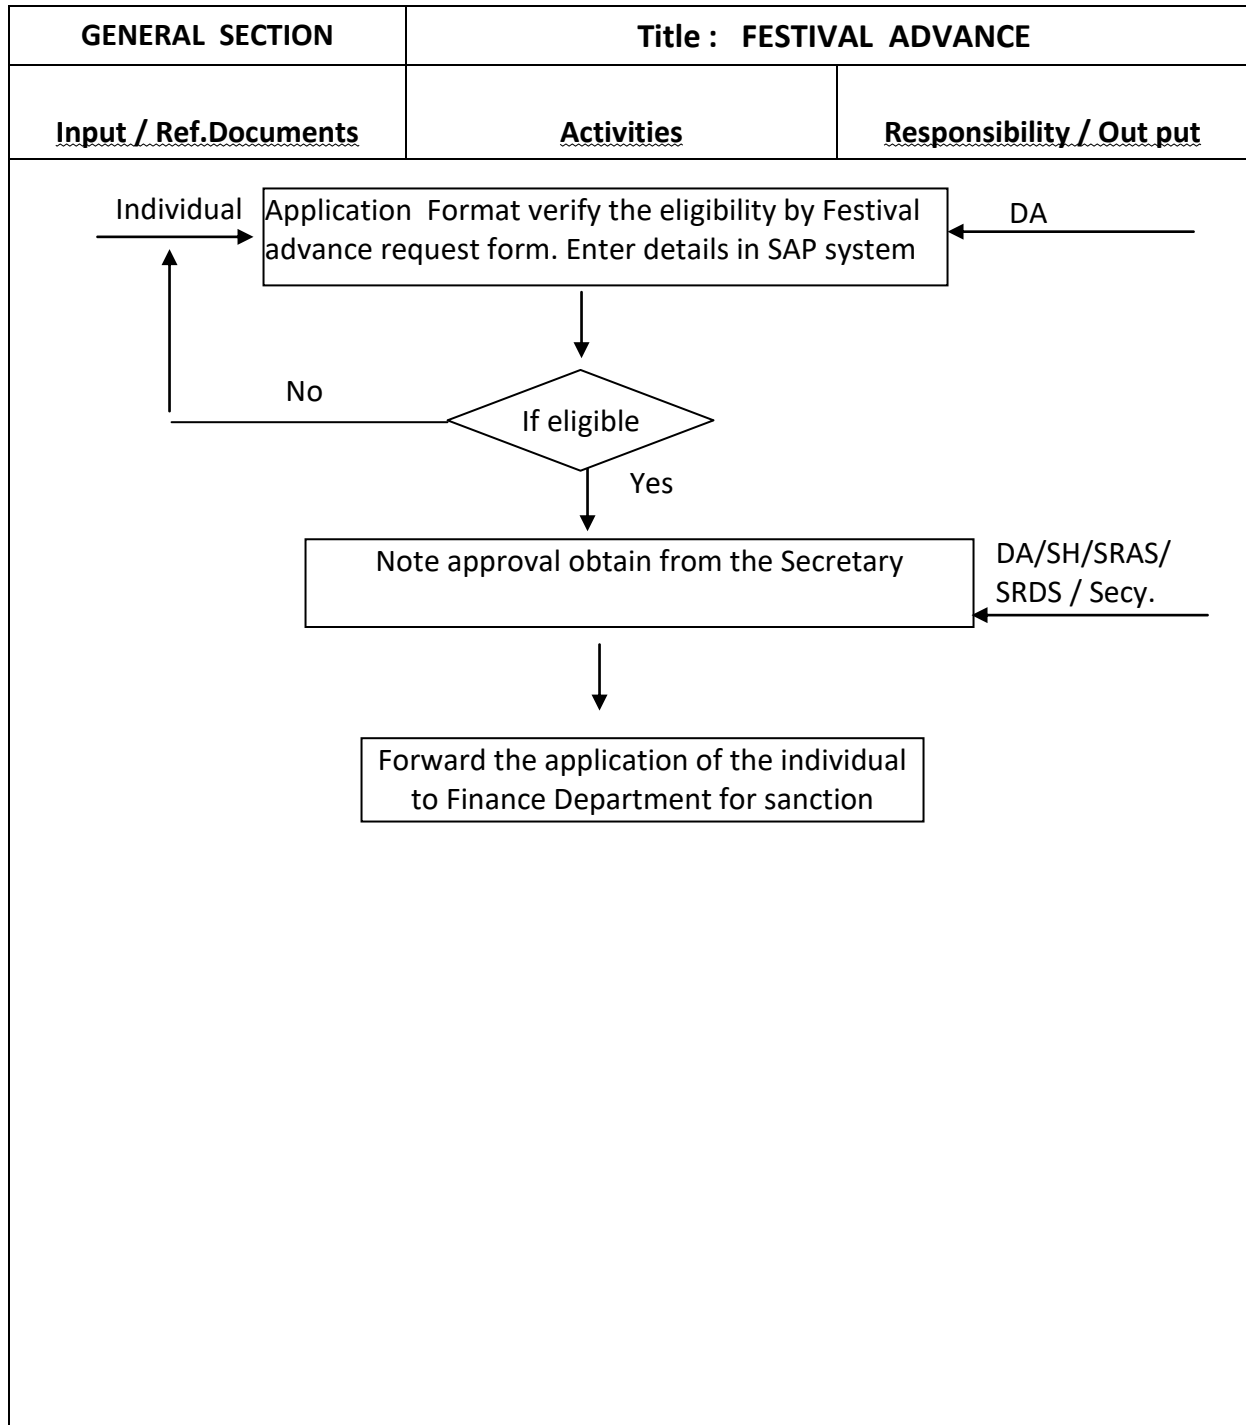 GENERAL SECTION
Title : FESTIVAL ADVANCE
Input / Ref.Documents
Activities
Responsibility / Out put
Individual
Application Format verify the eligibility by Festival
advance request form. Enter details in SAP system
DA
No
If eligible
Yes
Note approval obtain from the Secretary
DA/SH/SRAS/
SRDS / Secy.
Forward the application of the individual
to Finance Department for sanction